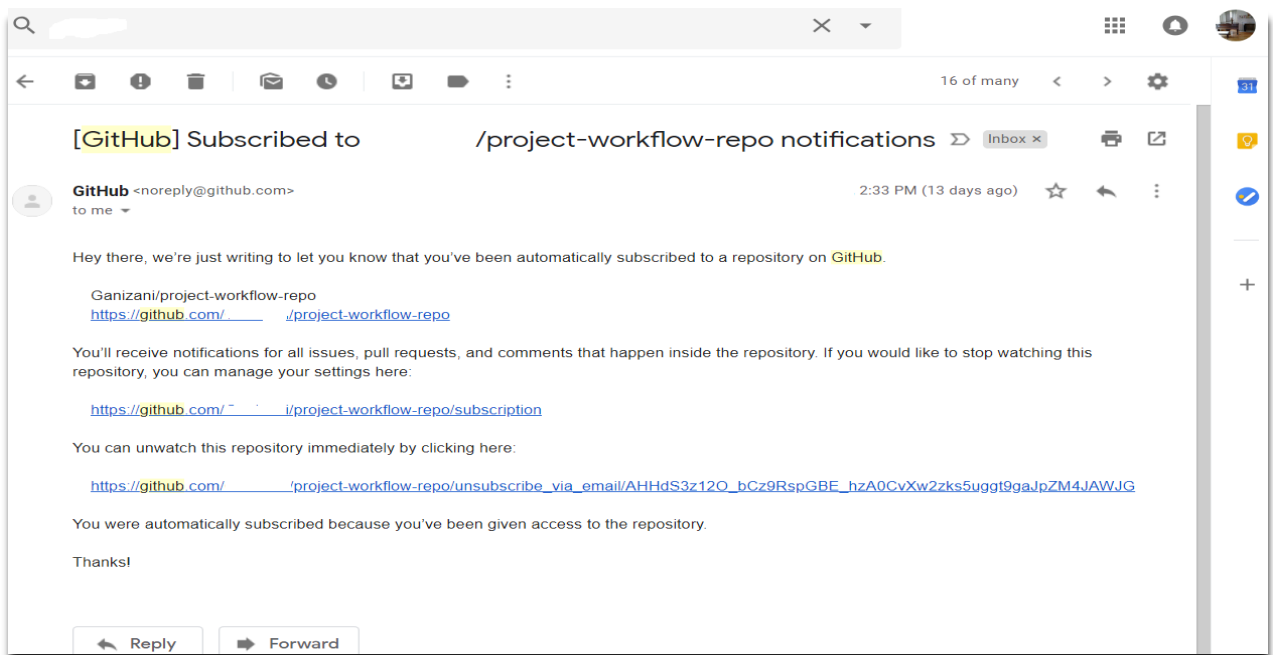 16 of many
31
[GitHub] Subscribed to /project-workflow-repo notifications Inbox ×
GitHub <noreply@github.com> 2:33 PM (13 days ago)
to me
Hey there, we're just writing to let you know that you've been automatically subscribed to a repository on GitHub.
Ganizani/project-workflow-repo
https://github.com/ /project-workflow-repo
You'll receive notifications for all issues, pull requests, and comments that happen inside the repository. If you would like to stop watching this
repository, you can manage your settings here:
https://github.com/ i/project-workflow-repo/subscription
You can unwatch this repository immediately by clicking here:
https://github.com/ /project-workflow-repo/unsubscribe_via_email/AHHdS3z12O_bCz9RspGBE_hzA0CvXw2zks5uggt9gaJpZM4JAWJG
You were automatically subscribed because you've been given access to the repository.
Thanks!
Reply Forward